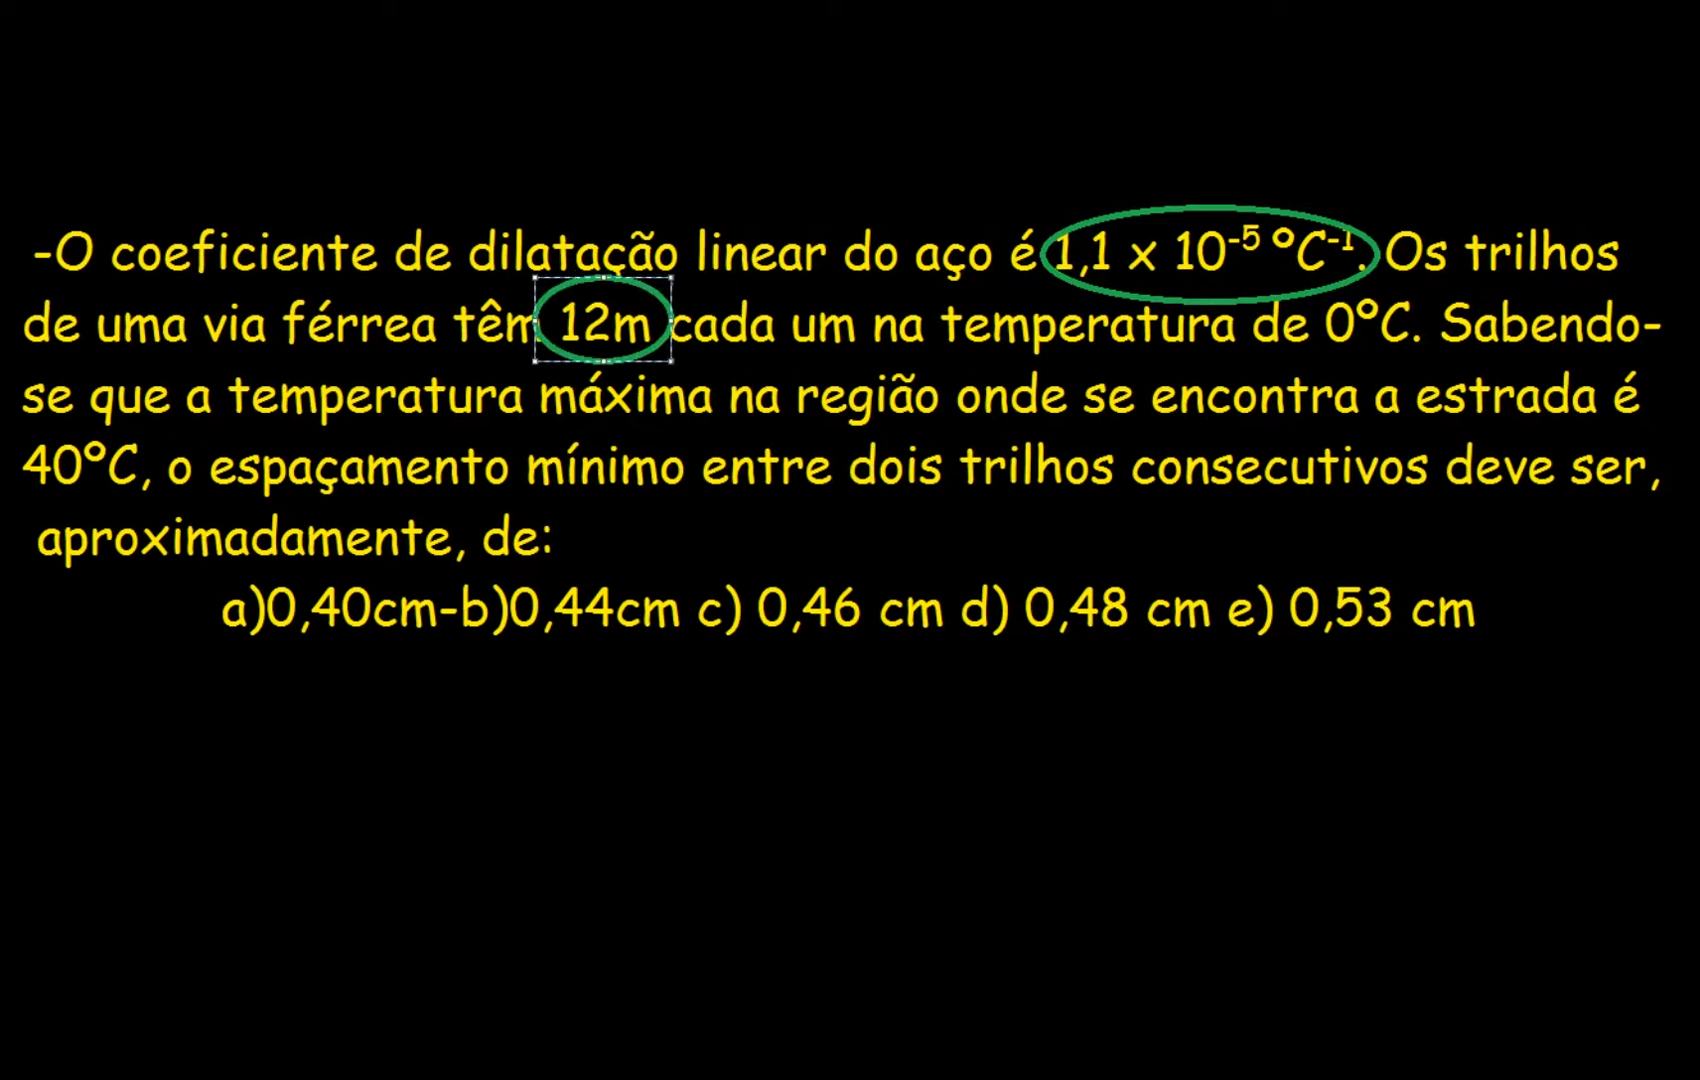 -O coeficiente de dilatação linear do aço é 1,1 x 10⁻⁵ ºC⁻¹. Os trilhos
de uma via férrea têm 12m cada um na temperatura de 0ºC. Sabendo-
se que a temperatura máxima na região onde se encontra a estrada é
40ºC, o espaçamento mínimo entre dois trilhos consecutivos deve ser,
aproximadamente, de:
a)0,40cm-b)0,44cm c) 0,46 cm d) 0,48 cm e) 0,53 cm